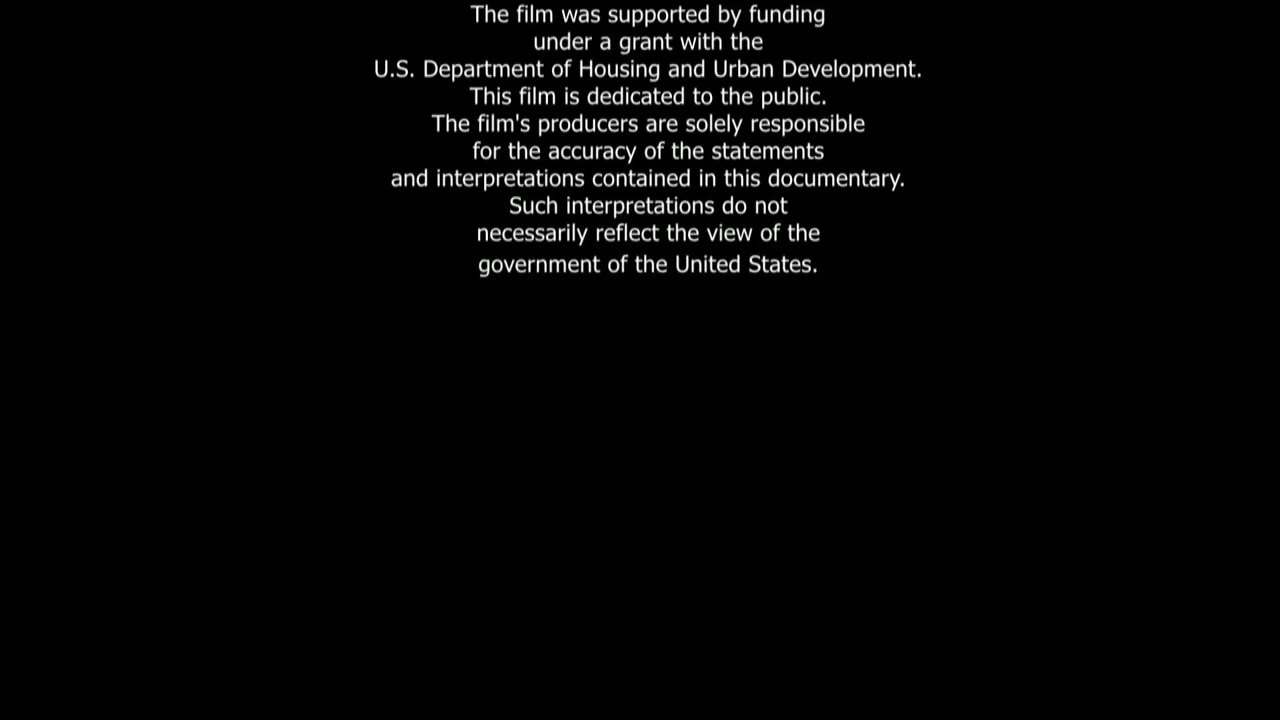 The film was supported by funding
under a grant with the
U.S. Department of Housing and Urban Development.
This film is dedicated to the public.
The film's producers are solely responsible
for the accuracy of the statements
and interpretations contained in this documentary.
Such interpretations do not
necessarily reflect the view of the
government of the United States.